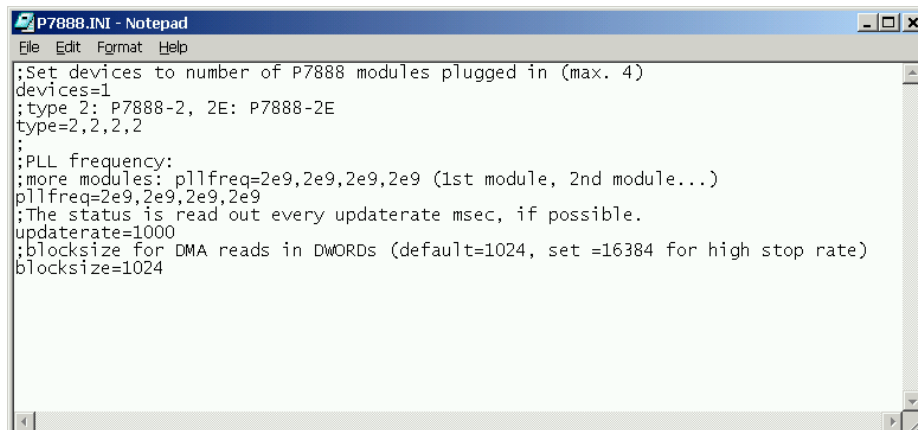 P7888.INI - Notepad
File Edit Format Help
;Set devices to number of P7888 modules plugged in (max. 4)
devices=1
;type 2: P7888-2, 2E: P7888-2E
type=2,2,2,2
;
;PLL frequency:
;more modules: pllfreq=2e9,2e9,2e9,2e9 (1st module, 2nd module...)
pllfreq=2e9,2e9,2e9,2e9
;The status is read out every updaterate msec, if possible.
updaterate=1000
;blocksize for DMA reads in DWORDs (default=1024, set =16384 for high stop rate)
blocksize=1024